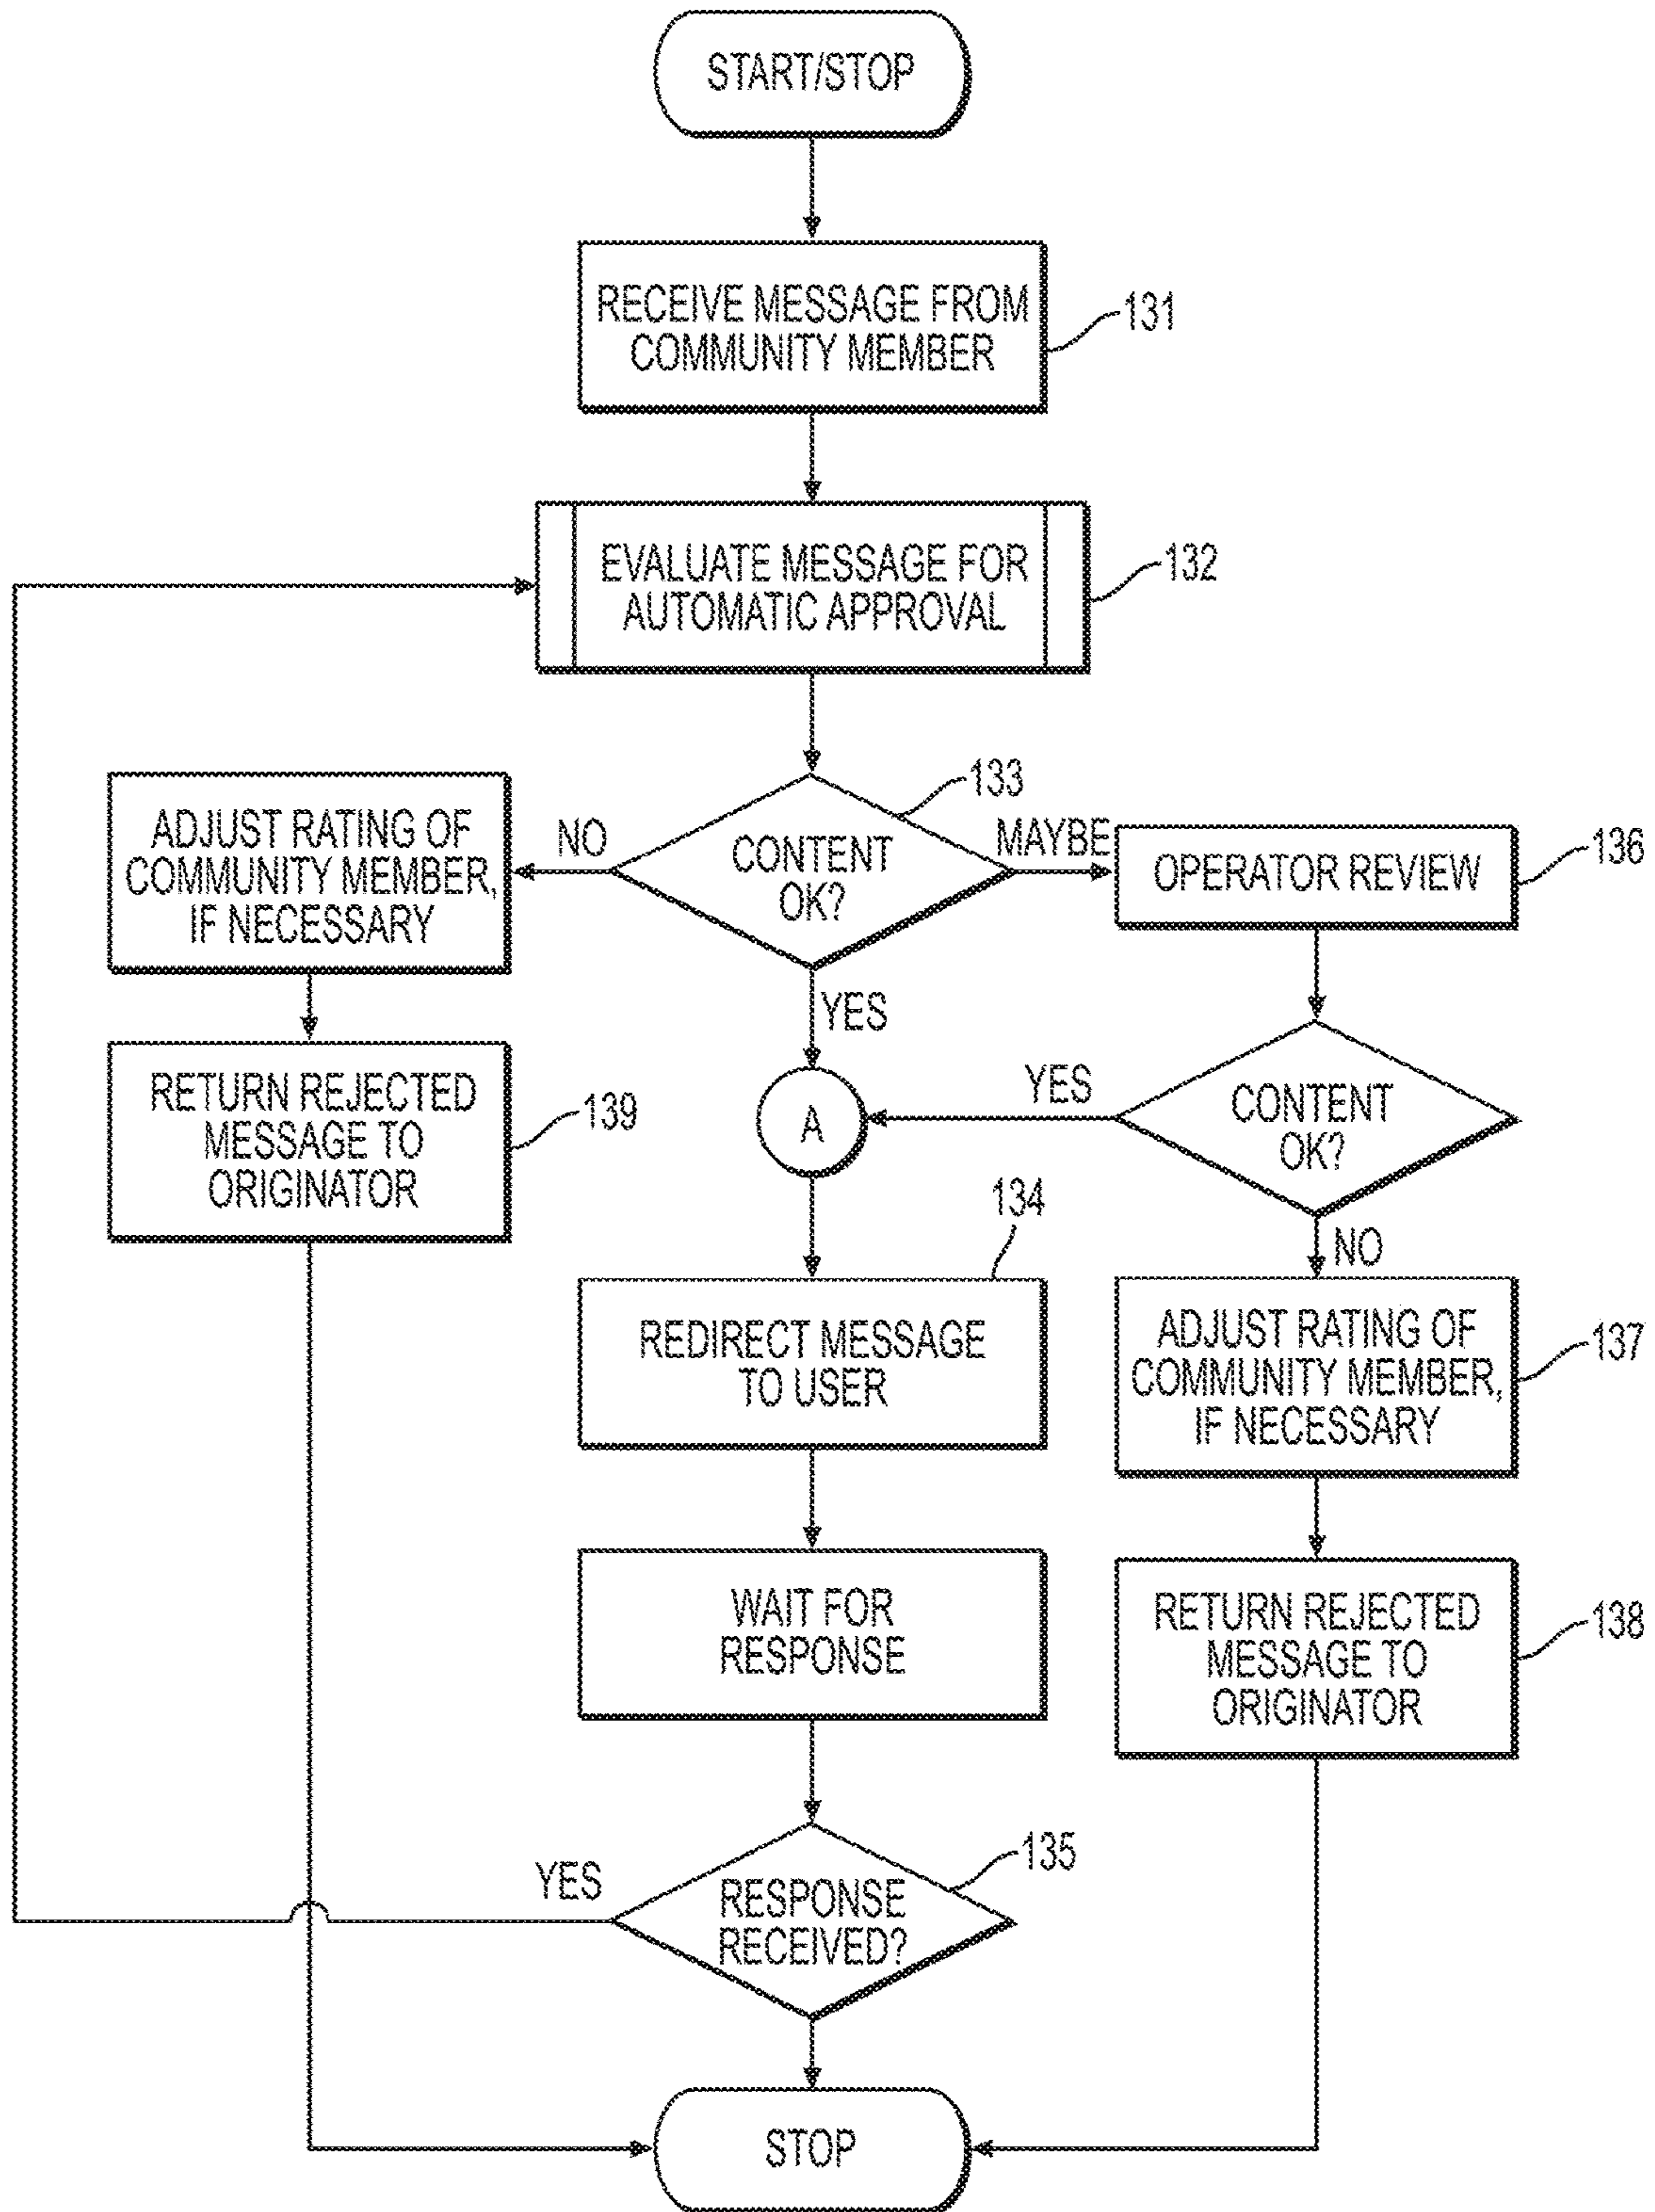 START/STOP
RECEIVE MESSAGE FROM
COMMUNITY MEMBER
131
EVALUATE MESSAGE FOR
AUTOMATIC APPROVAL
132
CONTENT
OK?
133
NO
MAYBE
YES
ADJUST RATING OF
COMMUNITY MEMBER,
IF NECESSARY
RETURN REJECTED
MESSAGE TO
ORIGINATOR
139
OPERATOR REVIEW
136
CONTENT
OK?
YES
NO
A
134
REDIRECT MESSAGE
TO USER
ADJUST RATING OF
COMMUNITY MEMBER,
IF NECESSARY
137
WAIT FOR
RESPONSE
RETURN REJECTED
MESSAGE TO
ORIGINATOR
138
RESPONSE
RECEIVED?
135
YES
STOP